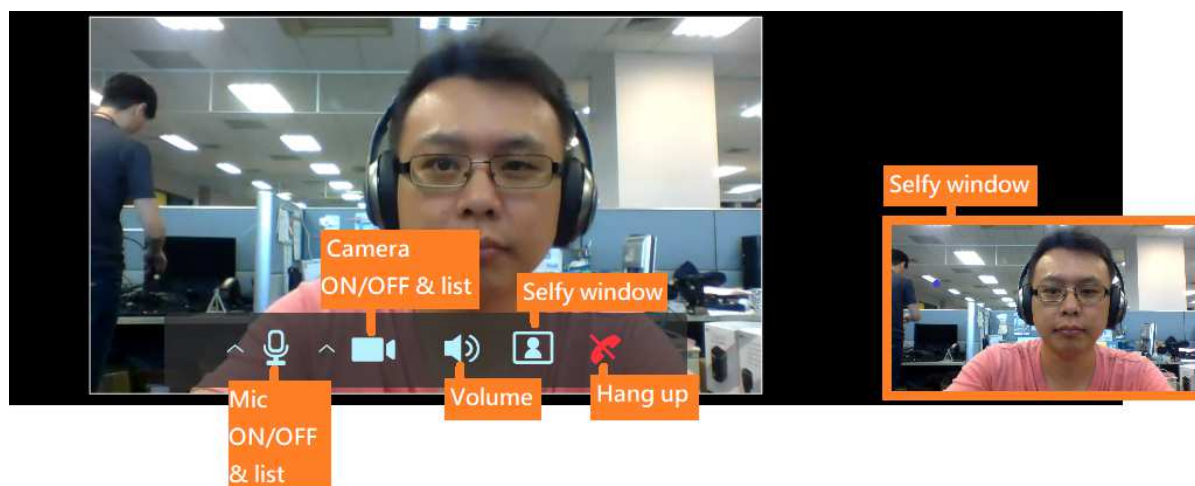 Selfy window
Camera
ON/OFF & list
Selfy window
Mic
ON/OFF
& list
Volume
Hang up